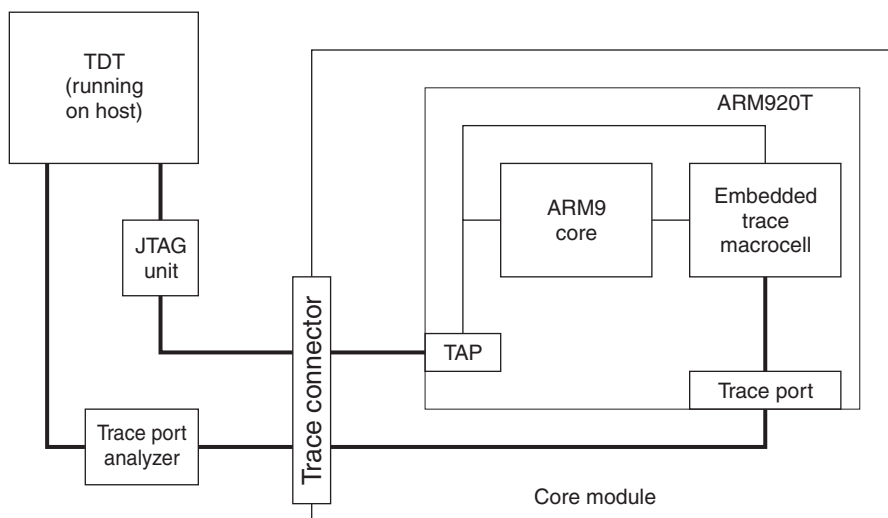 TDT
(running
on host)
ARM920T
ARM9
core
Embedded
trace
macrocell
JTAG
unit
Trace connector
TAP
Trace port
Trace port
analyzer
Core module